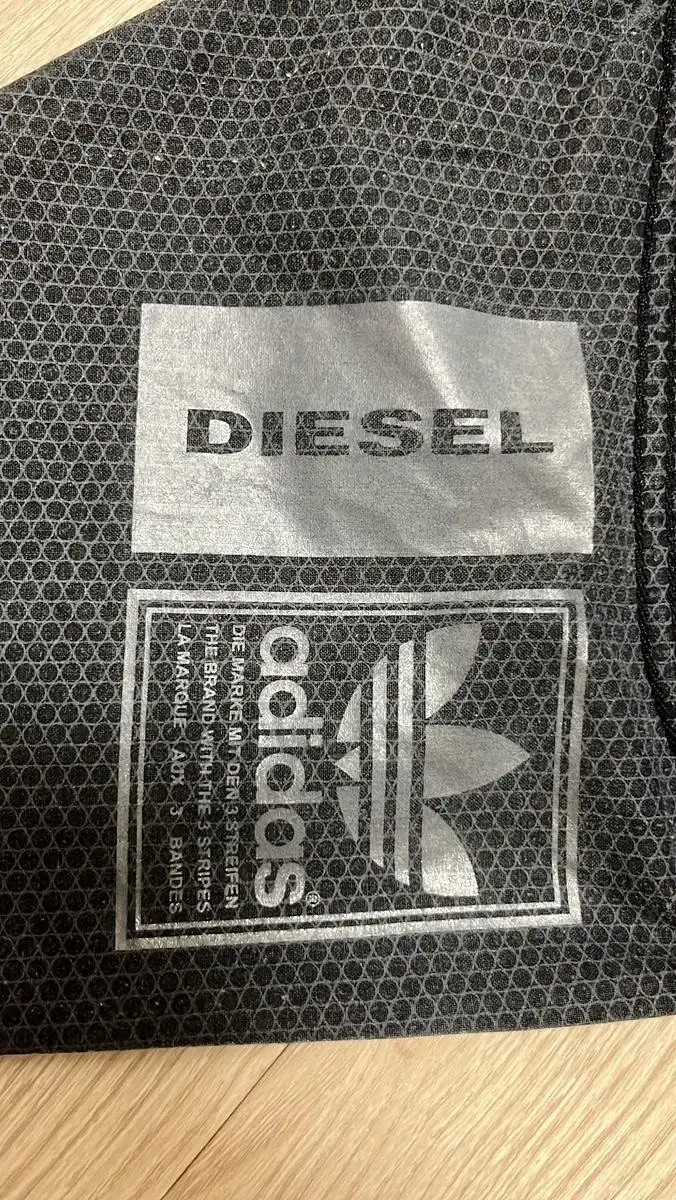 DIESEL
adidas®
DIE MARKE MIT DEN 3 STREIFEN
THE BRAND WITH THE 3 STRIPES
LA MARQUE AUX 3 BANDES